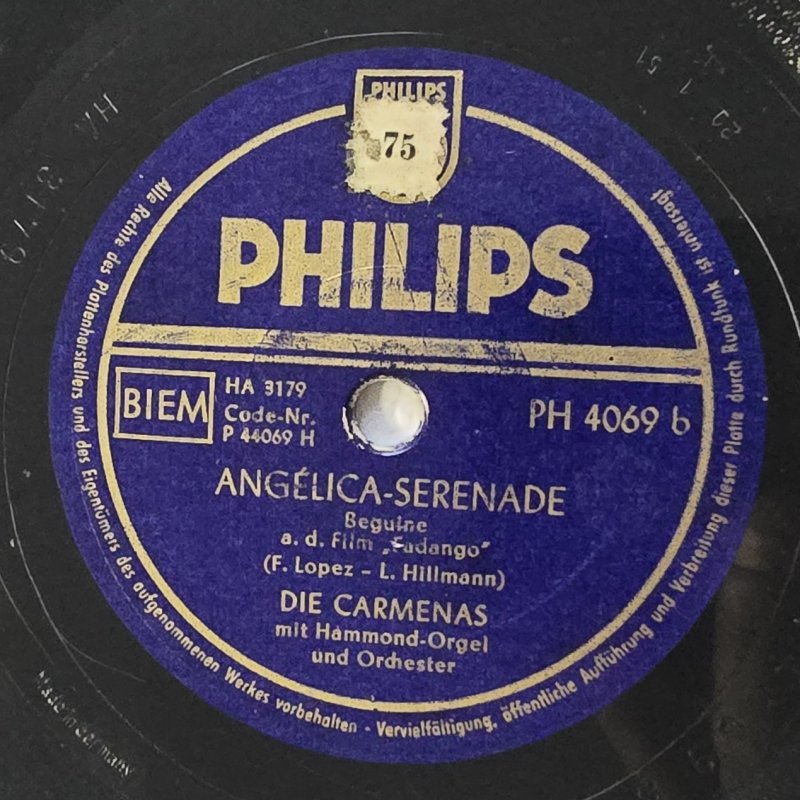 PHILIPS
75
PHILIPS
BIEM
HA 3179
Code-Nr.
P 44069 H
PH 4069 b
ANGÉLICA-SERENADE
Beguine
a. d. Film „Fadango"
(F. Lopez – L. Hillmann)
DIE CARMENAS
mit Hammond-Orgel
und Orchester
Alle Rechte des Plattenherstellers und des Eigentümers des aufgenommenen Werkes vorbehalten - Vervielfältigung, öffentliche Aufführung und Verbreitung dieser Platte durch Rundfunk ist untersagt
HA 3179